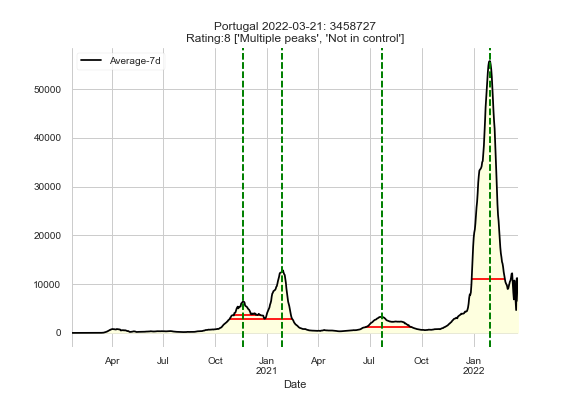 Portugal 2022-03-21: 3458727
Rating:8 ['Multiple peaks', 'Not in control']
Average-7d
50000
40000
30000
20000
10000
0
Apr Jul Oct Jan Apr Jul Oct Jan
2021 2022
Date